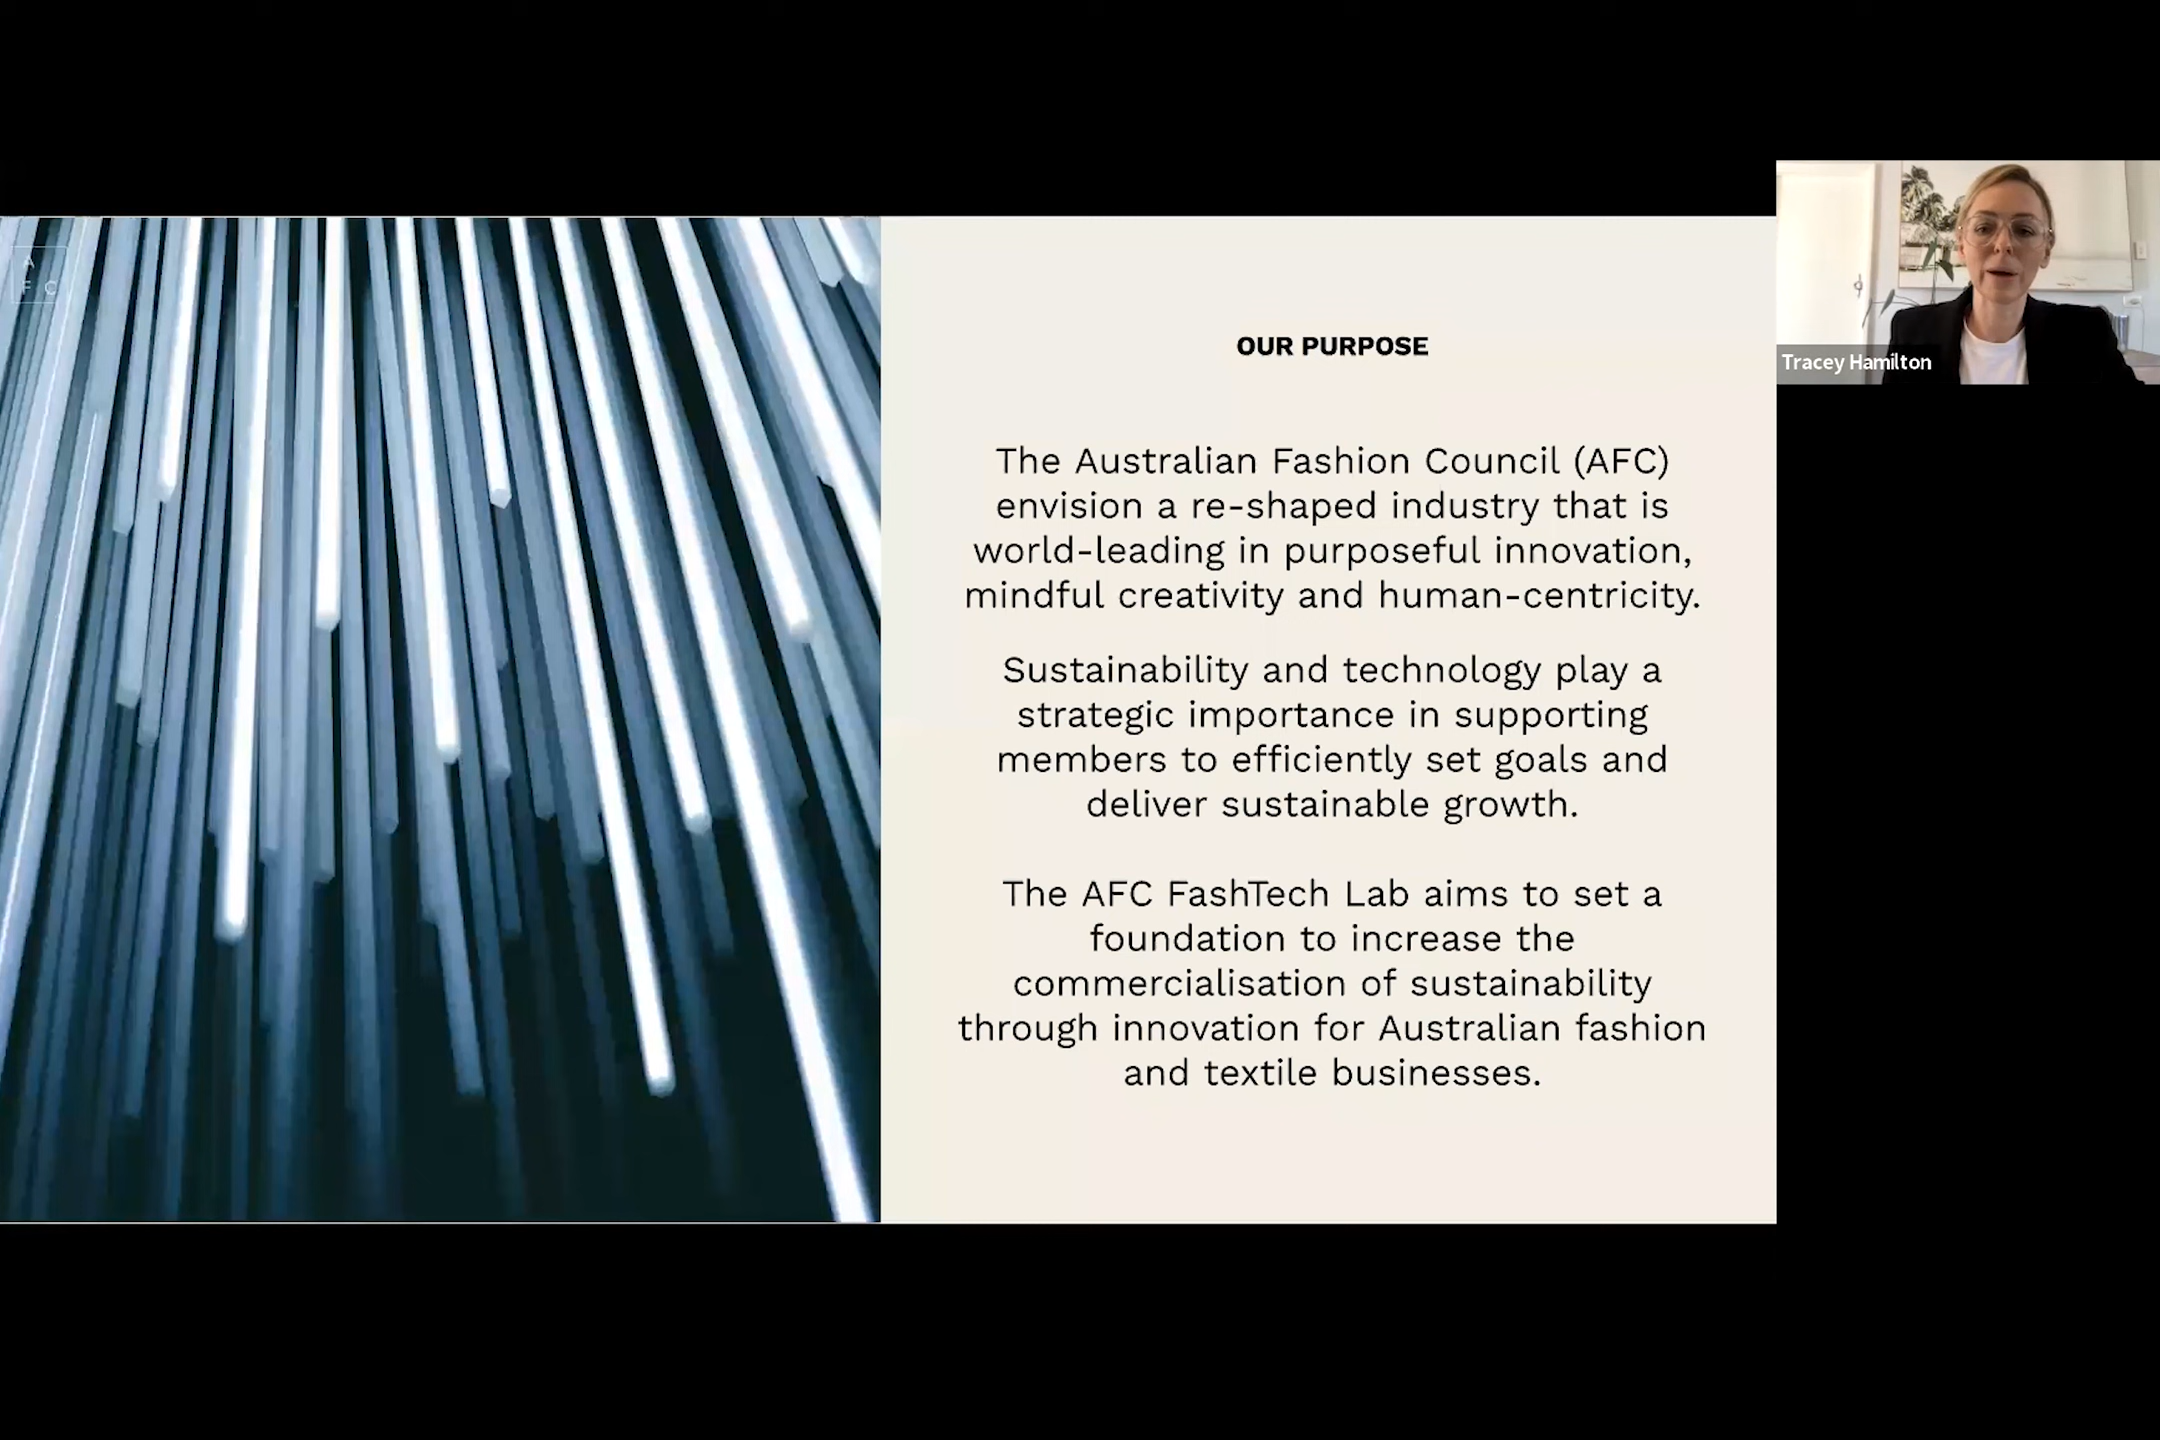 A
F C
OUR PURPOSE
The Australian Fashion Council (AFC)
envision a re-shaped industry that is
world-leading in purposeful innovation,
mindful creativity and human-centricity.
Sustainability and technology play a
strategic importance in supporting
members to efficiently set goals and
deliver sustainable growth.
The AFC FashTech Lab aims to set a
foundation to increase the
commercialisation of sustainability
through innovation for Australian fashion
and textile businesses.
Tracey Hamilton